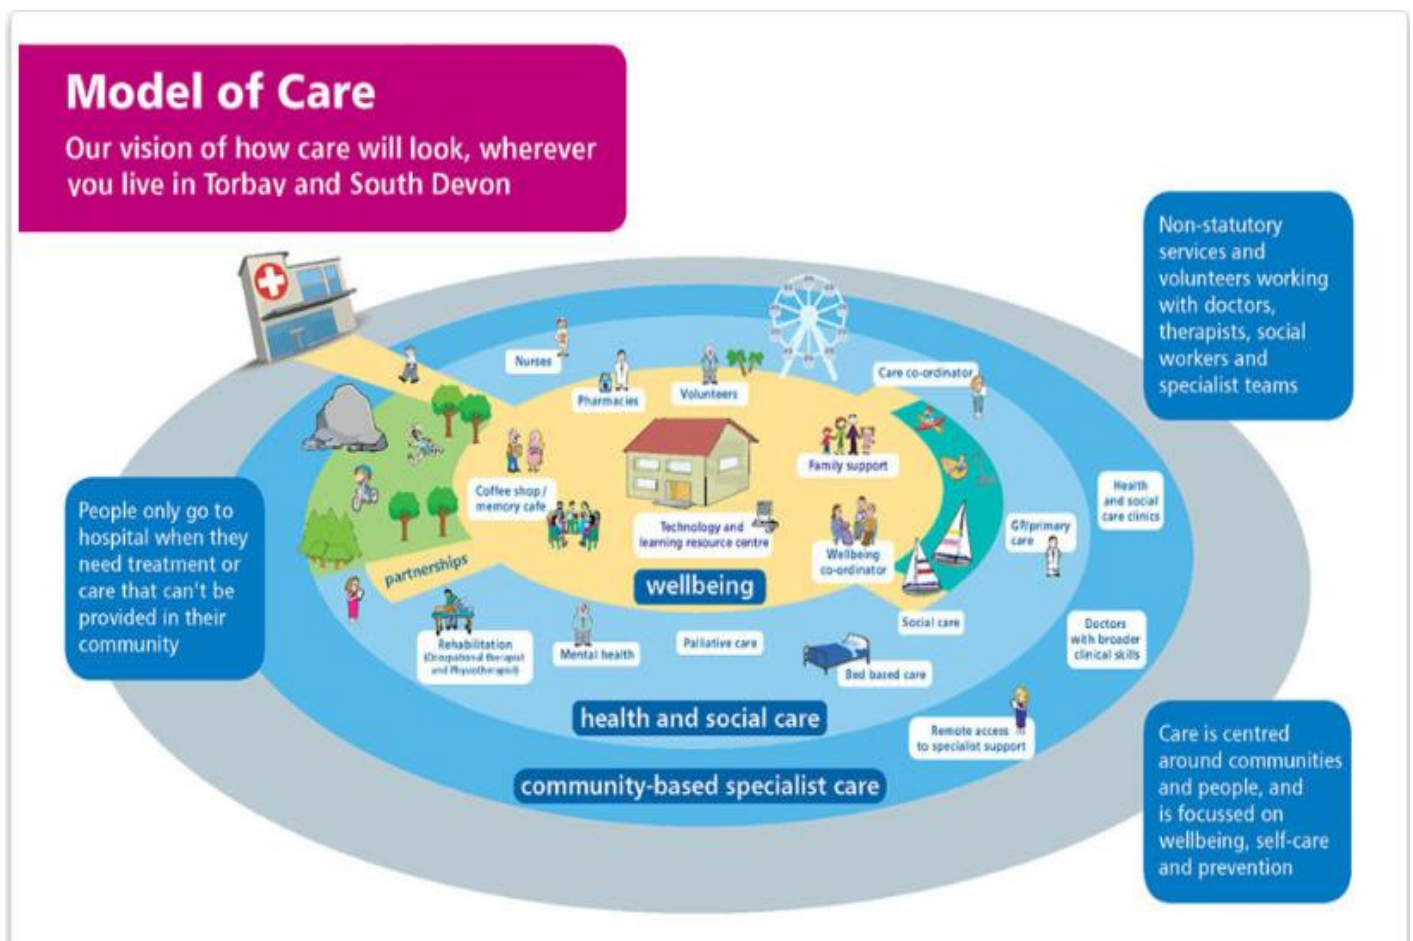 Model of Care
Our vision of how care will look, wherever
you live in Torbay and South Devon
Non-statutory
services and
volunteers working
with doctors,
therapists, social
workers and
specialist teams
Nurses
Pharmacies
Volunteers
Care co-ordinator
Family support
Coffee shop /
memory cafe
Technology and
learning resource centre
Wellbeing
co-ordinator
GP/primary
care
Health
and social
care clinics
People only go to
hospital when they
need treatment or
care that can't be
provided in their
community
partnerships
wellbeing
Social care
Rehabilitation
(Occupational therapist
and Physiotherapist)
Mental health
Palliative care
Bed based care
Doctors
with broader
clinical skills
health and social care
Remote access
to specialist support
community-based specialist care
Care is centred
around communities
and people, and
is focussed on
wellbeing, self-care
and prevention